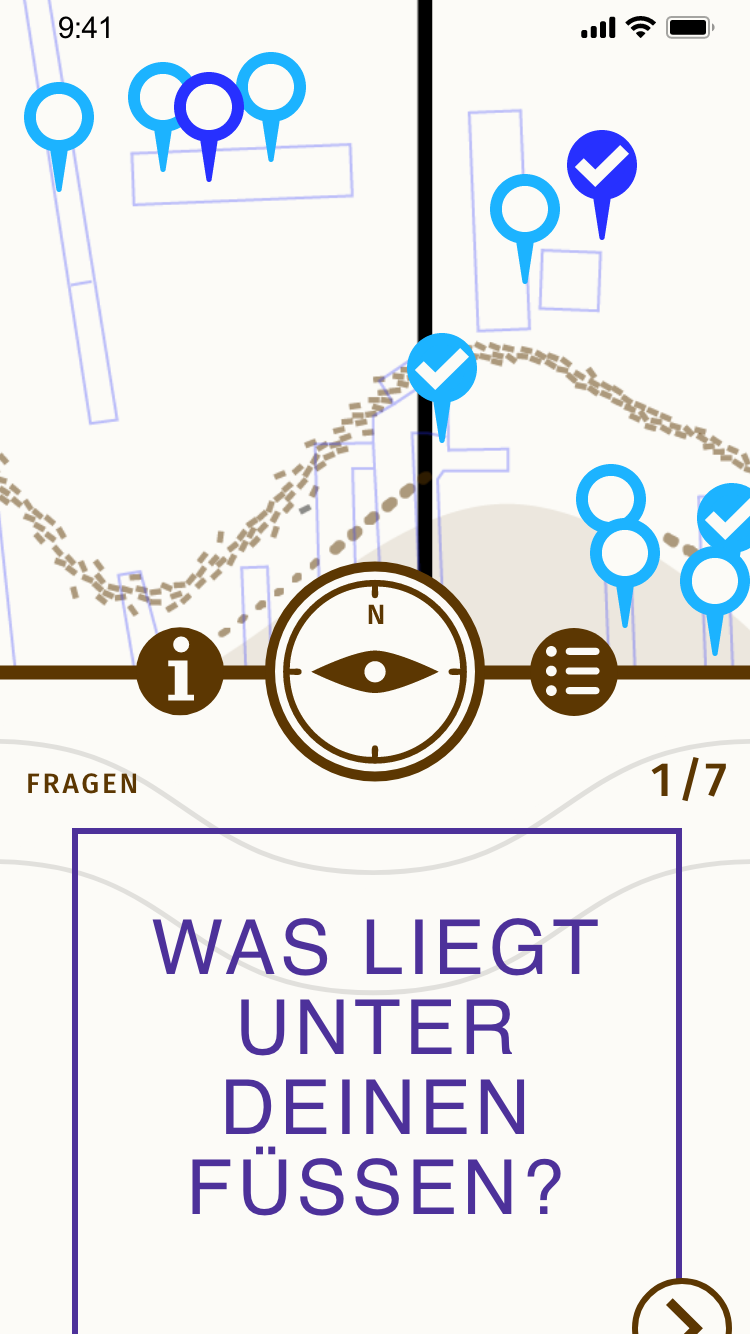 9:41
N
i
FRAGEN
1/7
WAS LIEGT
UNTER
DEINEN
FÜSSEN?